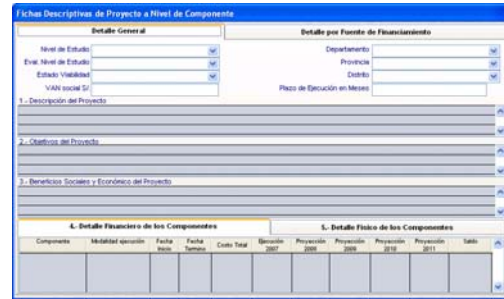 Fichas Descriptivas de Proyecto a Nivel de Componente
Detalle General
Detalle por Fuente de Financiamiento
Nivel de Estudio
Departamento
Eval. Nivel de Estudio
Provincia
Estado Viabilidad
Distrito
VAN social S/.
Plazo de Ejecución en Meses
1.- Descripción del Proyecto
2.- Objetivos del Proyecto
3.- Beneficios Sociales y Económico del Proyecto
4.- Detalle Financiero de los Componentes
5.- Detalle Físico de los Componentes
Componente Modalidad ejecución Fecha Inicio Fecha Termino Costo Total Ejecución 2007 Proyección 2008 Proyección 2009 Proyección 2010 Proyección 2011 Saldo